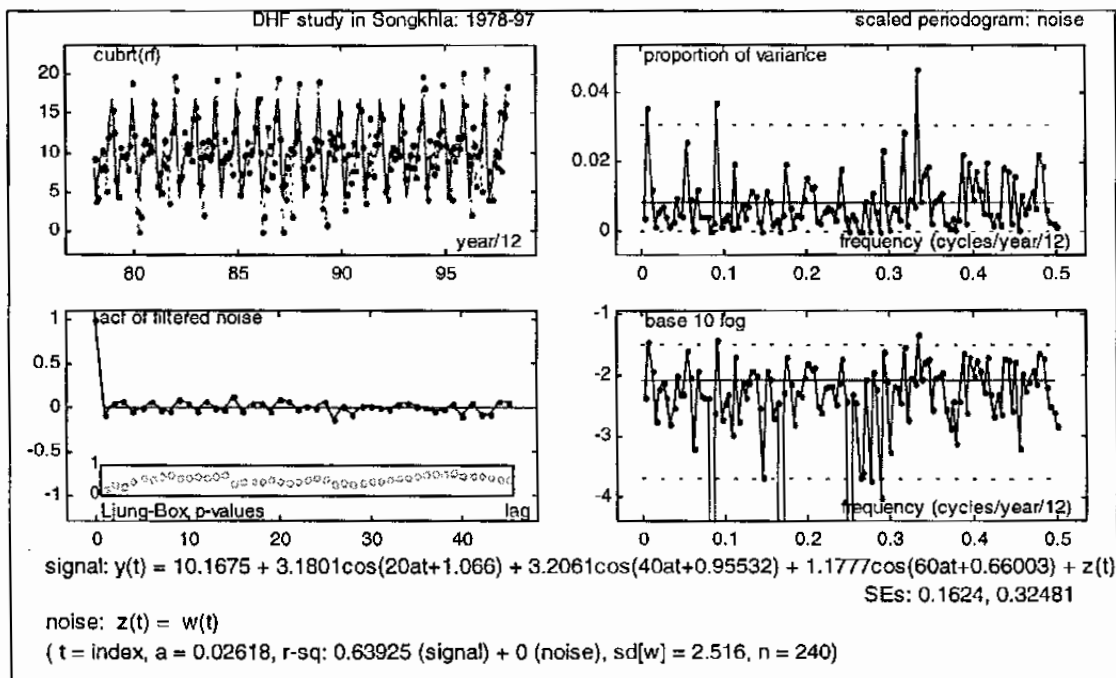 DHF study in Songkhla: 1978-97
scaled periodogram: noise
cubrt(rf)
20
15
10
5
0
year/12
80 85 90 95
proportion of variance
0.04
0.02
0
frequency (cycles/year/12)
0 0.1 0.2 0.3 0.4 0.5
acf of filtered noise
1
0.5
0
-0.5
-1
1
0
Ljung-Box p-values
lag
0 10 20 30 40
base 10 log
-1
-2
-3
-4
frequency (cycles/year/12)
0 0.1 0.2 0.3 0.4 0.5
signal: y(t) = 10.1675 + 3.1801cos(20at+1.066) + 3.2061cos(40at+0.95532) + 1.1777cos(60at+0.66003) + z(t)
SEs: 0.1624, 0.32481
noise: z(t) = w(t)
( t = index, a = 0.02618, r-sq: 0.63925 (signal) + 0 (noise), sd[w] = 2.516, n = 240)